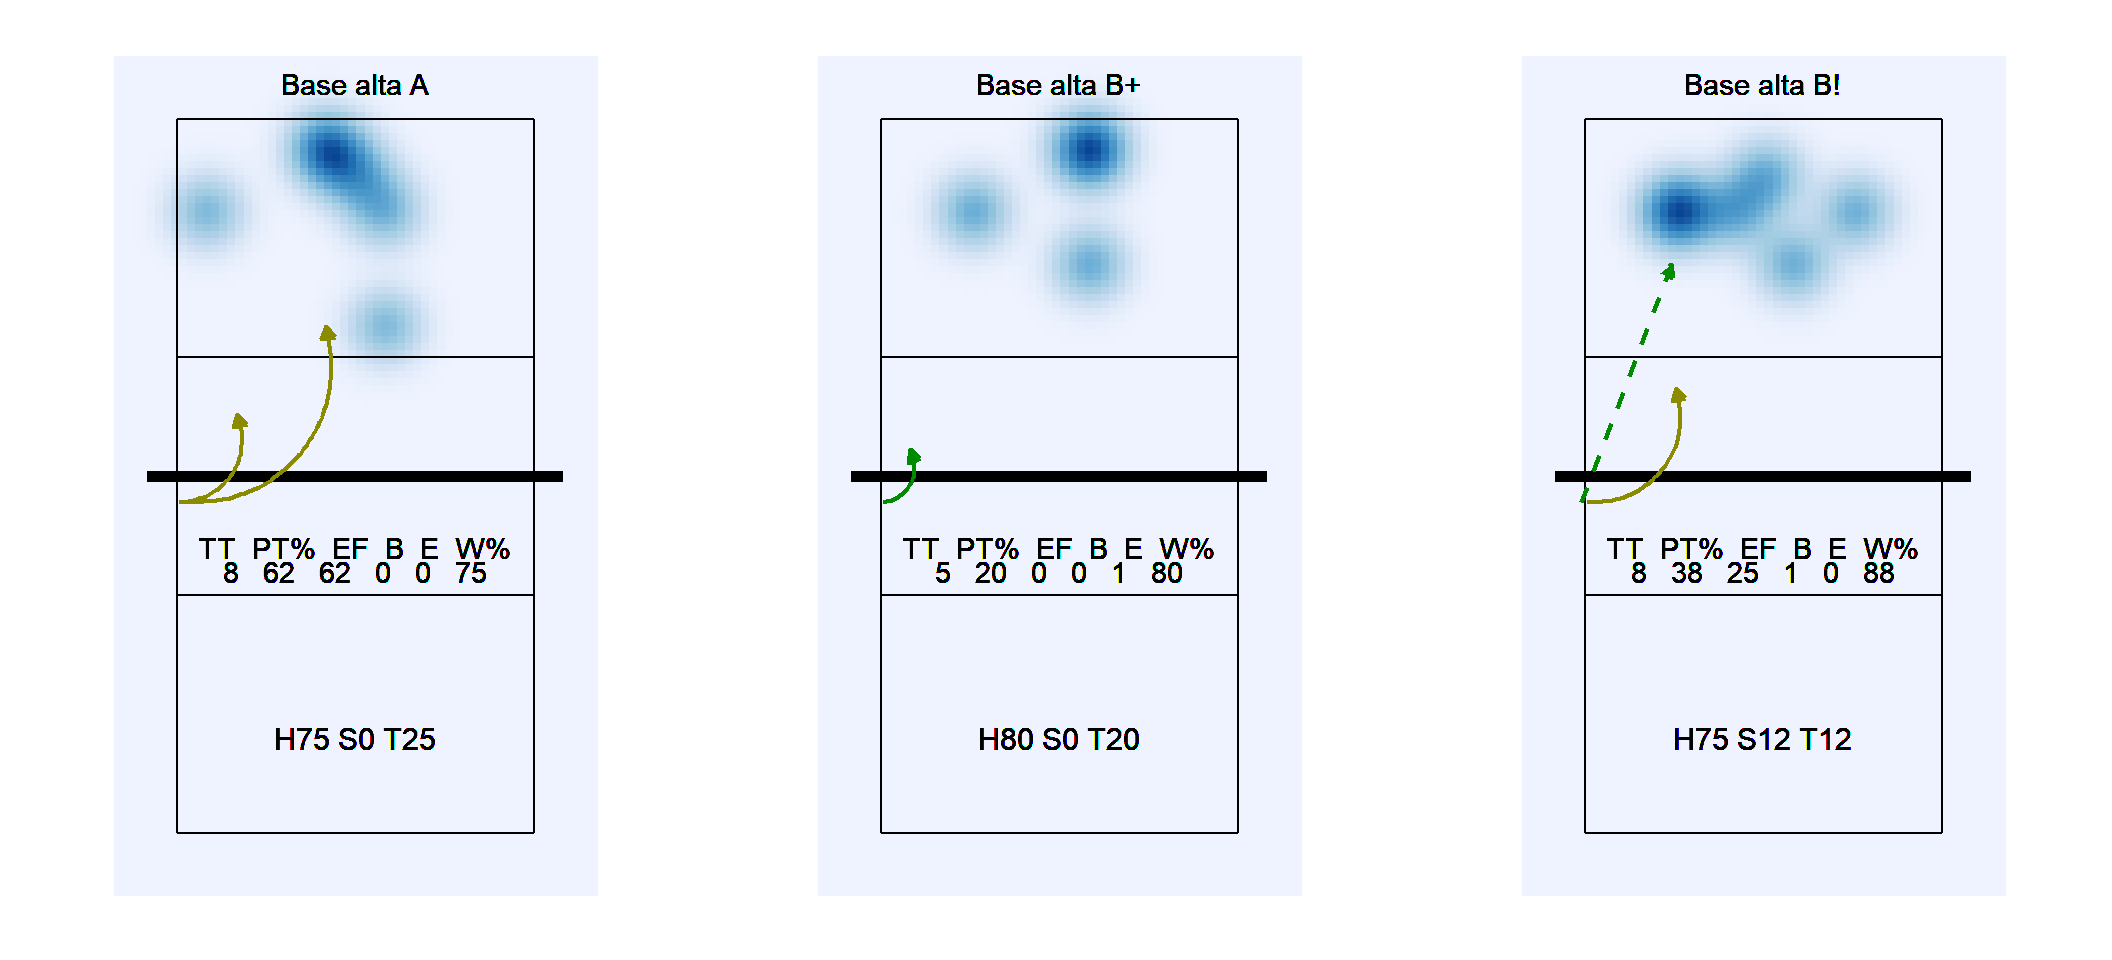 Base alta A
TT PT% EF B E W%
8 62 62 0 0 75
H75 S0 T25
Base alta B+
TT PT% EF B E W%
5 20 0 0 1 80
H80 S0 T20
Base alta B!
TT PT% EF B E W%
8 38 25 1 0 88
H75 S12 T12